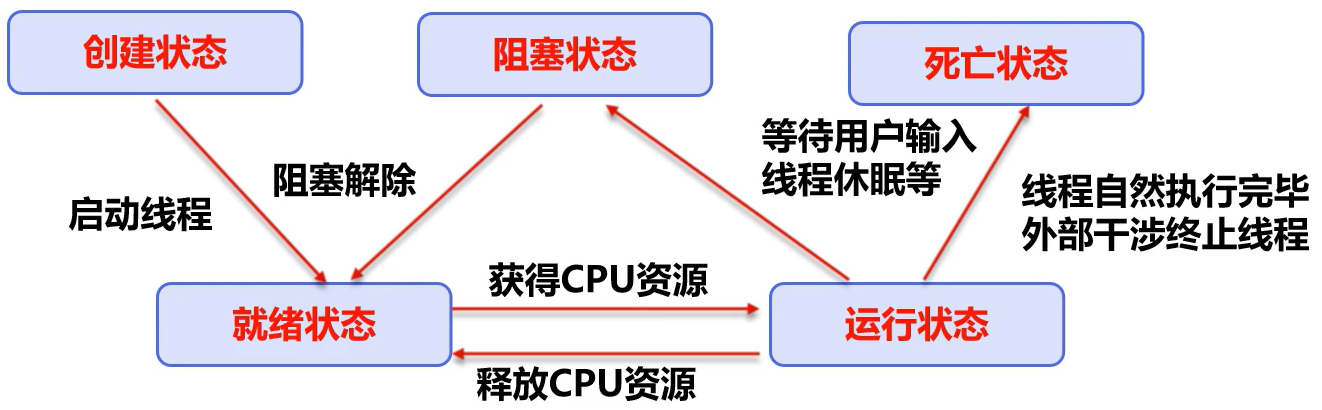 创建状态
阻塞状态
死亡状态
等待用户输入
线程休眠等
阻塞解除
启动线程
线程自然执行完毕
外部干涉终止线程
获得CPU资源
就绪状态
运行状态
释放CPU资源